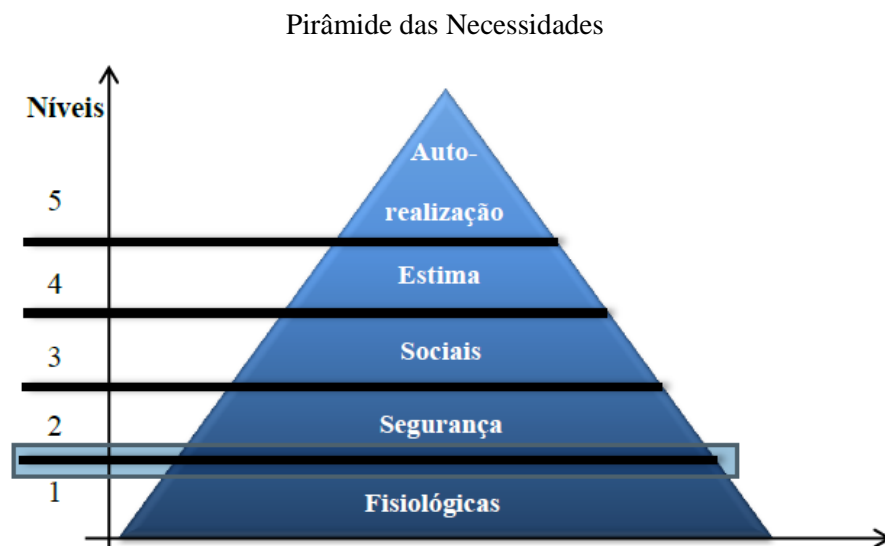 Pirâmide das Necessidades
Níveis
Auto-
5
realização
4
Estima
3
Sociais
2
Segurança
1
Fisiológicas